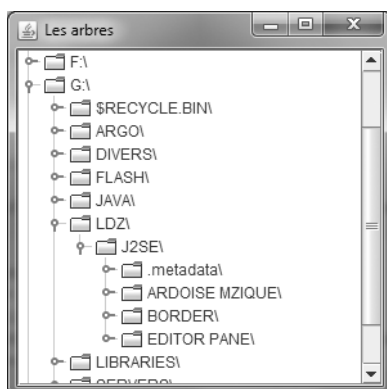 Les arbres
F:\
G:\
$RECYCLE.BIN\
ARGO\
DIVERS\
FLASH\
JAVA\
LDZ\
J2SE\
.metadata\
ARDOISE MZIQUE\
BORDER\
EDITOR PANE\
LIBRARIES\